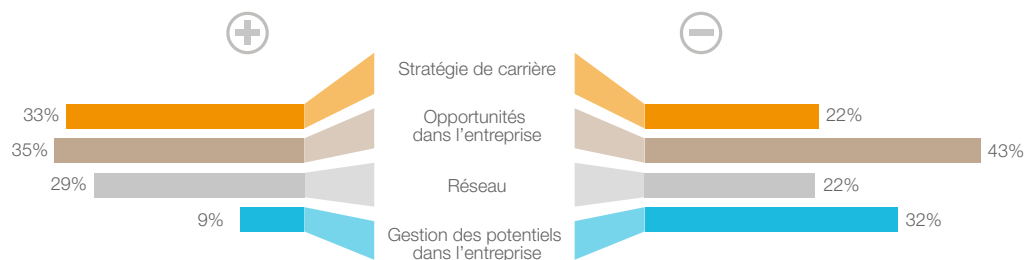 Stratégie de carrière
33%
22%
Opportunités
dans l’entreprise
35%
43%
Réseau
29%
22%
Gestion des potentiels
dans l’entreprise
9%
32%